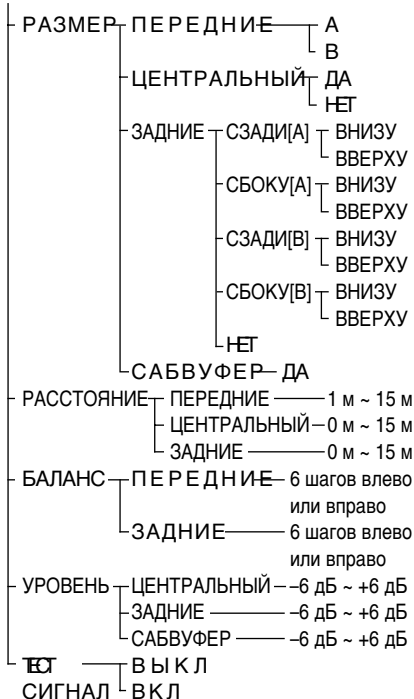 РАЗМЕР ПЕРЕДНИЕ А
В
ЦЕНТРАЛЬНЫЙ ДА
НЕТ
ЗАДНИЕ СЗАДИ[А] ВНИЗУ
ВВЕРХУ
СБОКУ[А] ВНИЗУ
ВВЕРХУ
СЗАДИ[В] ВНИЗУ
ВВЕРХУ
СБОКУ[В] ВНИЗУ
ВВЕРХУ
НЕТ
САБВУФЕР ДА
РАССТОЯНИЕ ПЕРЕДНИЕ 1 м ~ 15 м
ЦЕНТРАЛЬНЫЙ 0 м ~ 15 м
ЗАДНИЕ 0 м ~ 15 м
БАЛАНС ПЕРЕДНИЕ 6 шагов влево
или вправо
ЗАДНИЕ 6 шагов влево
или вправо
УРОВЕНЬ ЦЕНТРАЛЬНЫЙ –6 дБ ~ +6 дБ
ЗАДНИЕ –6 дБ ~ +6 дБ
САБВУФЕР –6 дБ ~ +6 дБ
ТЕСТ ВЫКЛ
СИГНАЛ ВКЛ